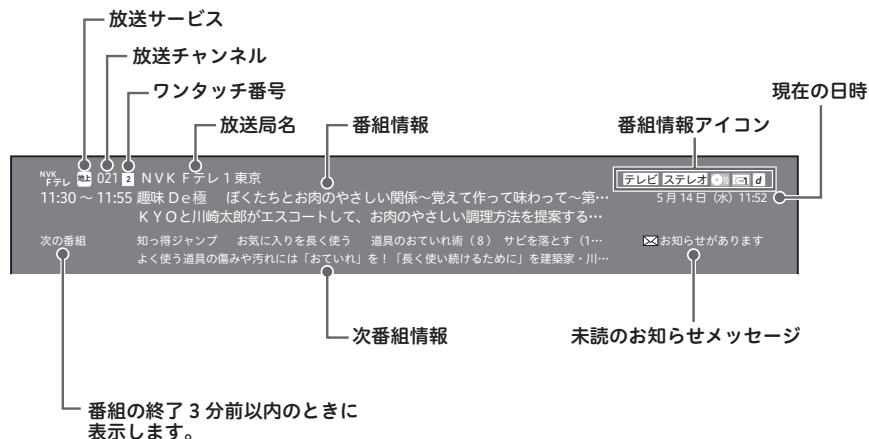 放送サービス
放送チャンネル
ワンタッチ番号
放送局名
番組情報
番組情報アイコン
現在の日時
NVK
Fテレ 地上 021 2 NVK Fテレ1東京
テレビ ステレオ 1 d
11:30 ~ 11:55 趣味 De極 ぼくたちとお肉のやさしい関係~覚えて作って味わって~第…
5月14日(水)11:52
KYOと川崎太郎がエスコートして、お肉のやさしい調理方法を提案する…
次の番組 知っ得ジャンプ お気に入りを長く使う 道具のおていれ術(8) サビを落とす(1…
お知らせがあります
よく使う道具の傷みや汚れには「おていれ」を!「長く使い続けるために」を建築家・川…
次番組情報
未読のお知らせメッセージ
番組の終了3分前以内のときに
表示します。